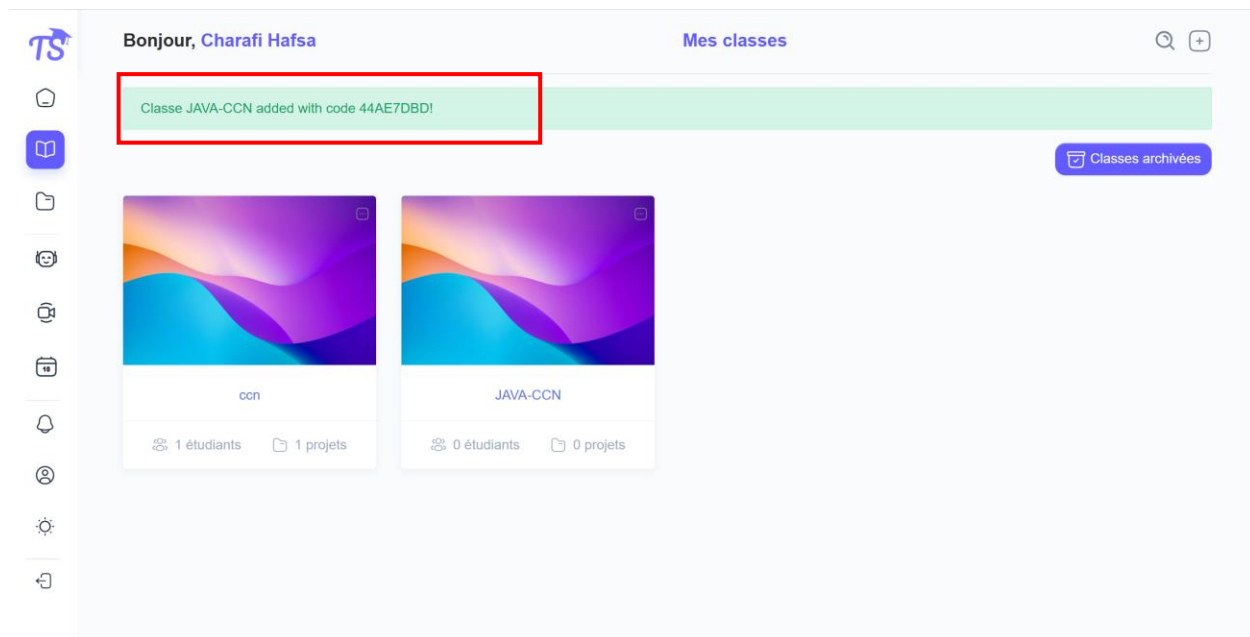 TS
Bonjour, Charafi Hafsa
Mes classes
Classe JAVA-CCN added with code 44AE7DBD!
Classes archivées
ccn
JAVA-CCN
1 étudiants
1 projets
0 étudiants
0 projets
18